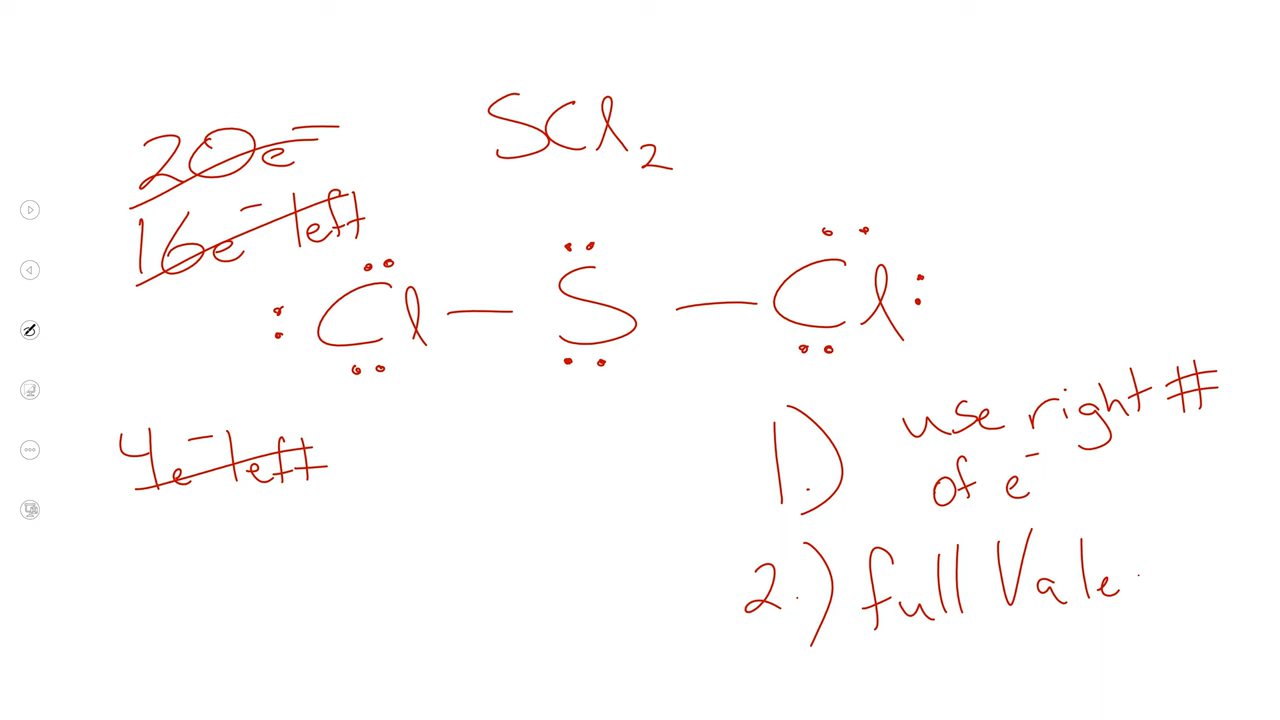 SCl2
20e−
16e− left
Cl — S — Cl
4e− left
1.) use right #
of e−
2.) full Vale